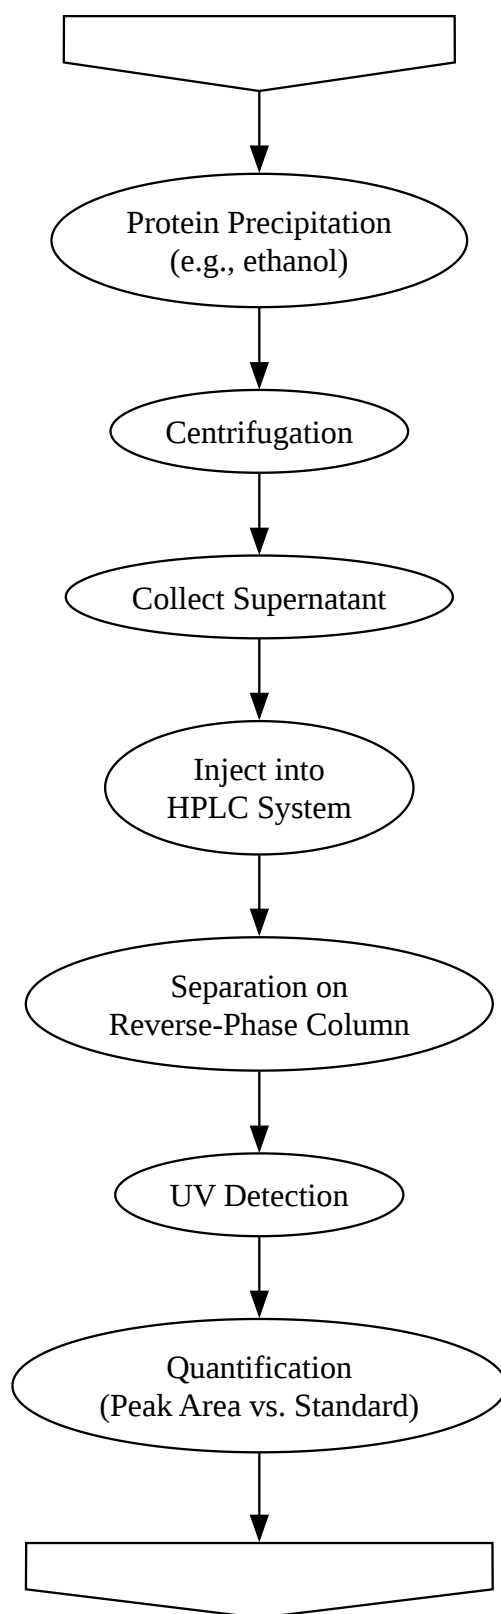 Protein Precipitation
(e.g., ethanol)
Centrifugation
Collect Supernatant
Inject into
HPLC System
Separation on
Reverse-Phase Column
UV Detection
Quantification
(Peak Area vs. Standard)